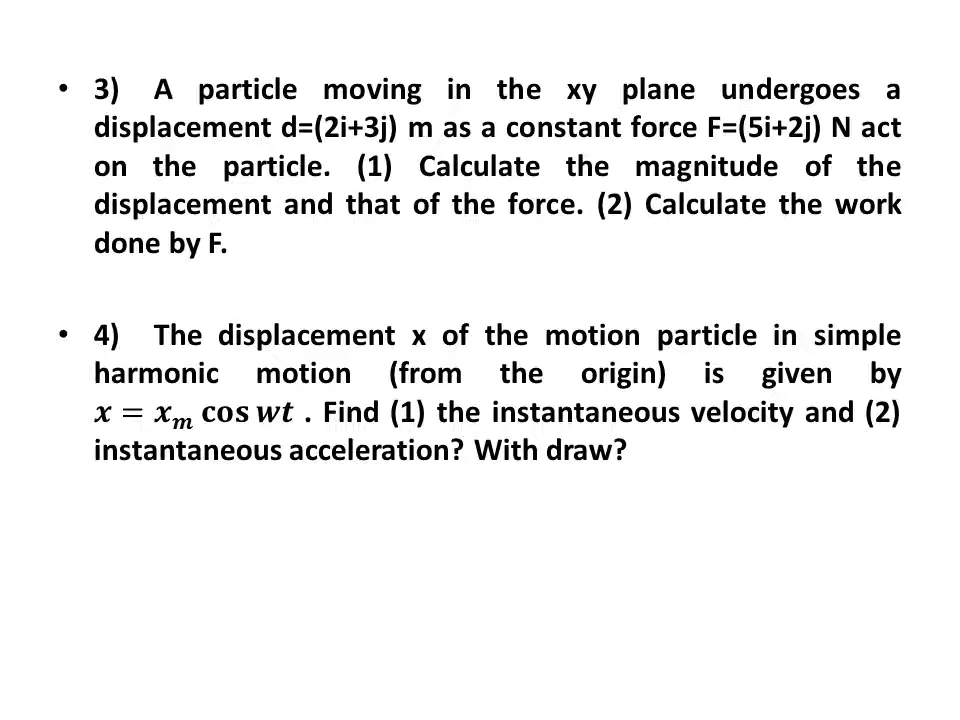 • 3) A particle moving in the xy plane undergoes a
displacement d=(2i+3j) m as a constant force F=(5i+2j) N act
on the particle. (1) Calculate the magnitude of the
displacement and that of the force. (2) Calculate the work
done by F.
• 4) The displacement x of the motion particle in simple
harmonic motion (from the origin) is given by
𝒙 = 𝒙ₘ 𝐜𝐨𝐬 𝒘𝒕 . Find (1) the instantaneous velocity and (2)
instantaneous acceleration? With draw?